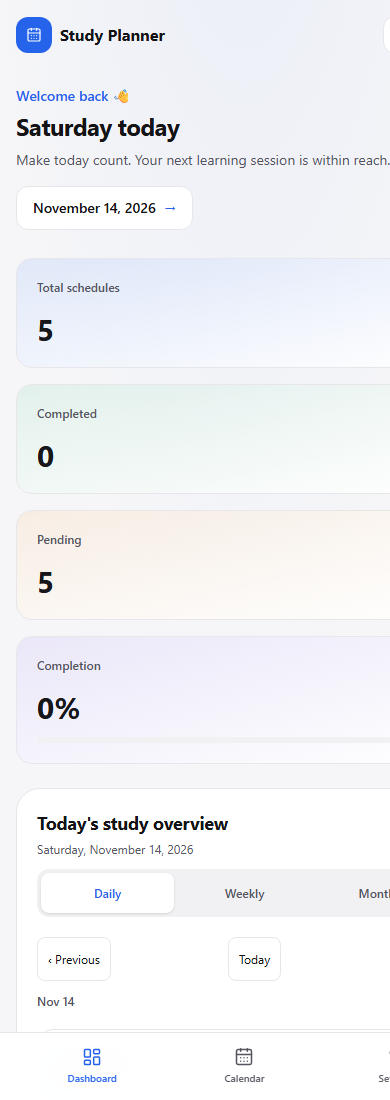 Study Planner
Welcome back 👋
Saturday today
Make today count. Your next learning session is within reach.
November 14, 2026 →
Total schedules
5
Completed
0
Pending
5
Completion
0%
Today's study overview
Saturday, November 14, 2026
Daily Weekly
‹ Previous Today
Nov 14
Dashboard Calendar